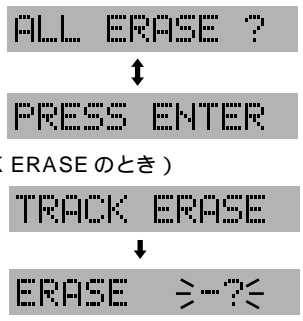 ALL ERASE ?
PRESS ENTER
K ERASE のとき )
TRACK ERASE
ERASE -?